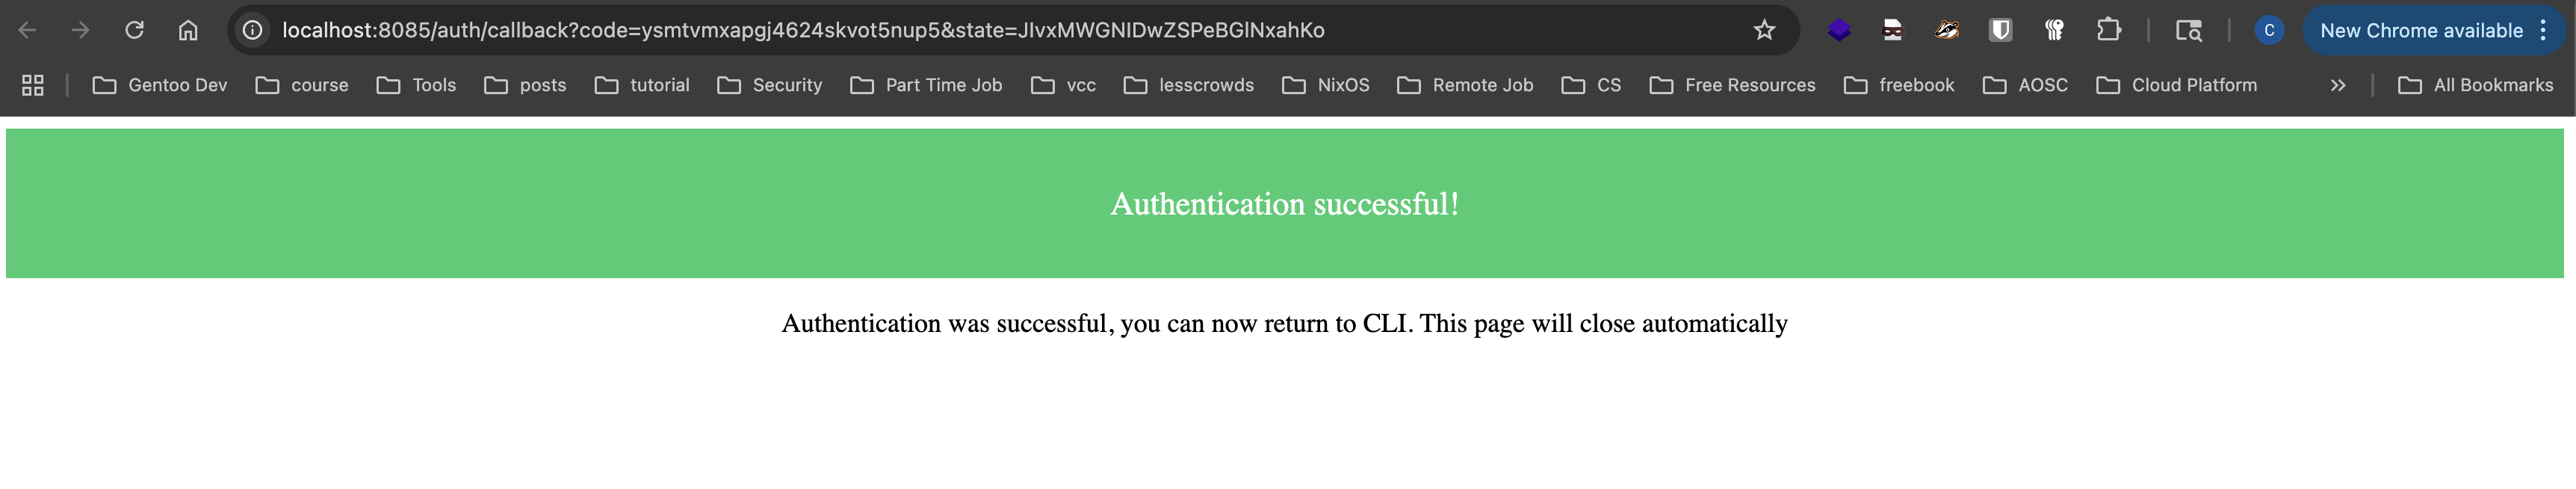 localhost:8085/auth/callback?code=ysmtvmxapgj4624skvot5nup5&state=JIvxMWGNIDwZSPeBGlNxahKo
C
New Chrome available
Gentoo Dev
course
Tools
posts
tutorial
Security
Part Time Job
vcc
lesscrowds
NixOS
Remote Job
CS
Free Resources
freebook
AOSC
Cloud Platform
All Bookmarks
Authentication successful!
Authentication was successful, you can now return to CLI. This page will close automatically